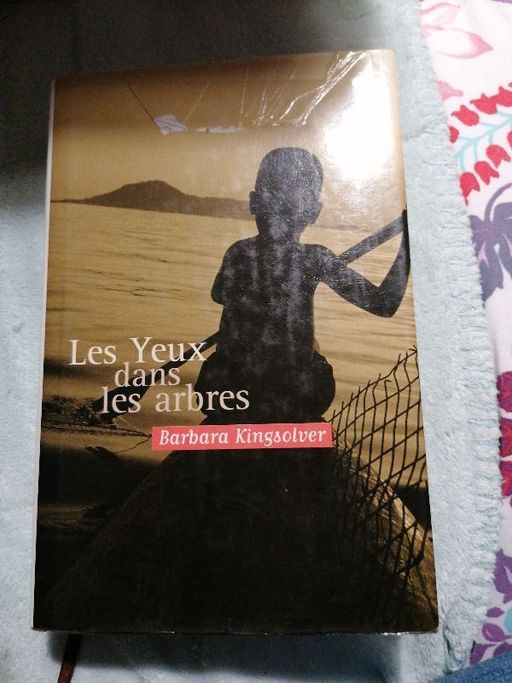 Les Yeux
dans
les arbres
Barbara Kingsolver